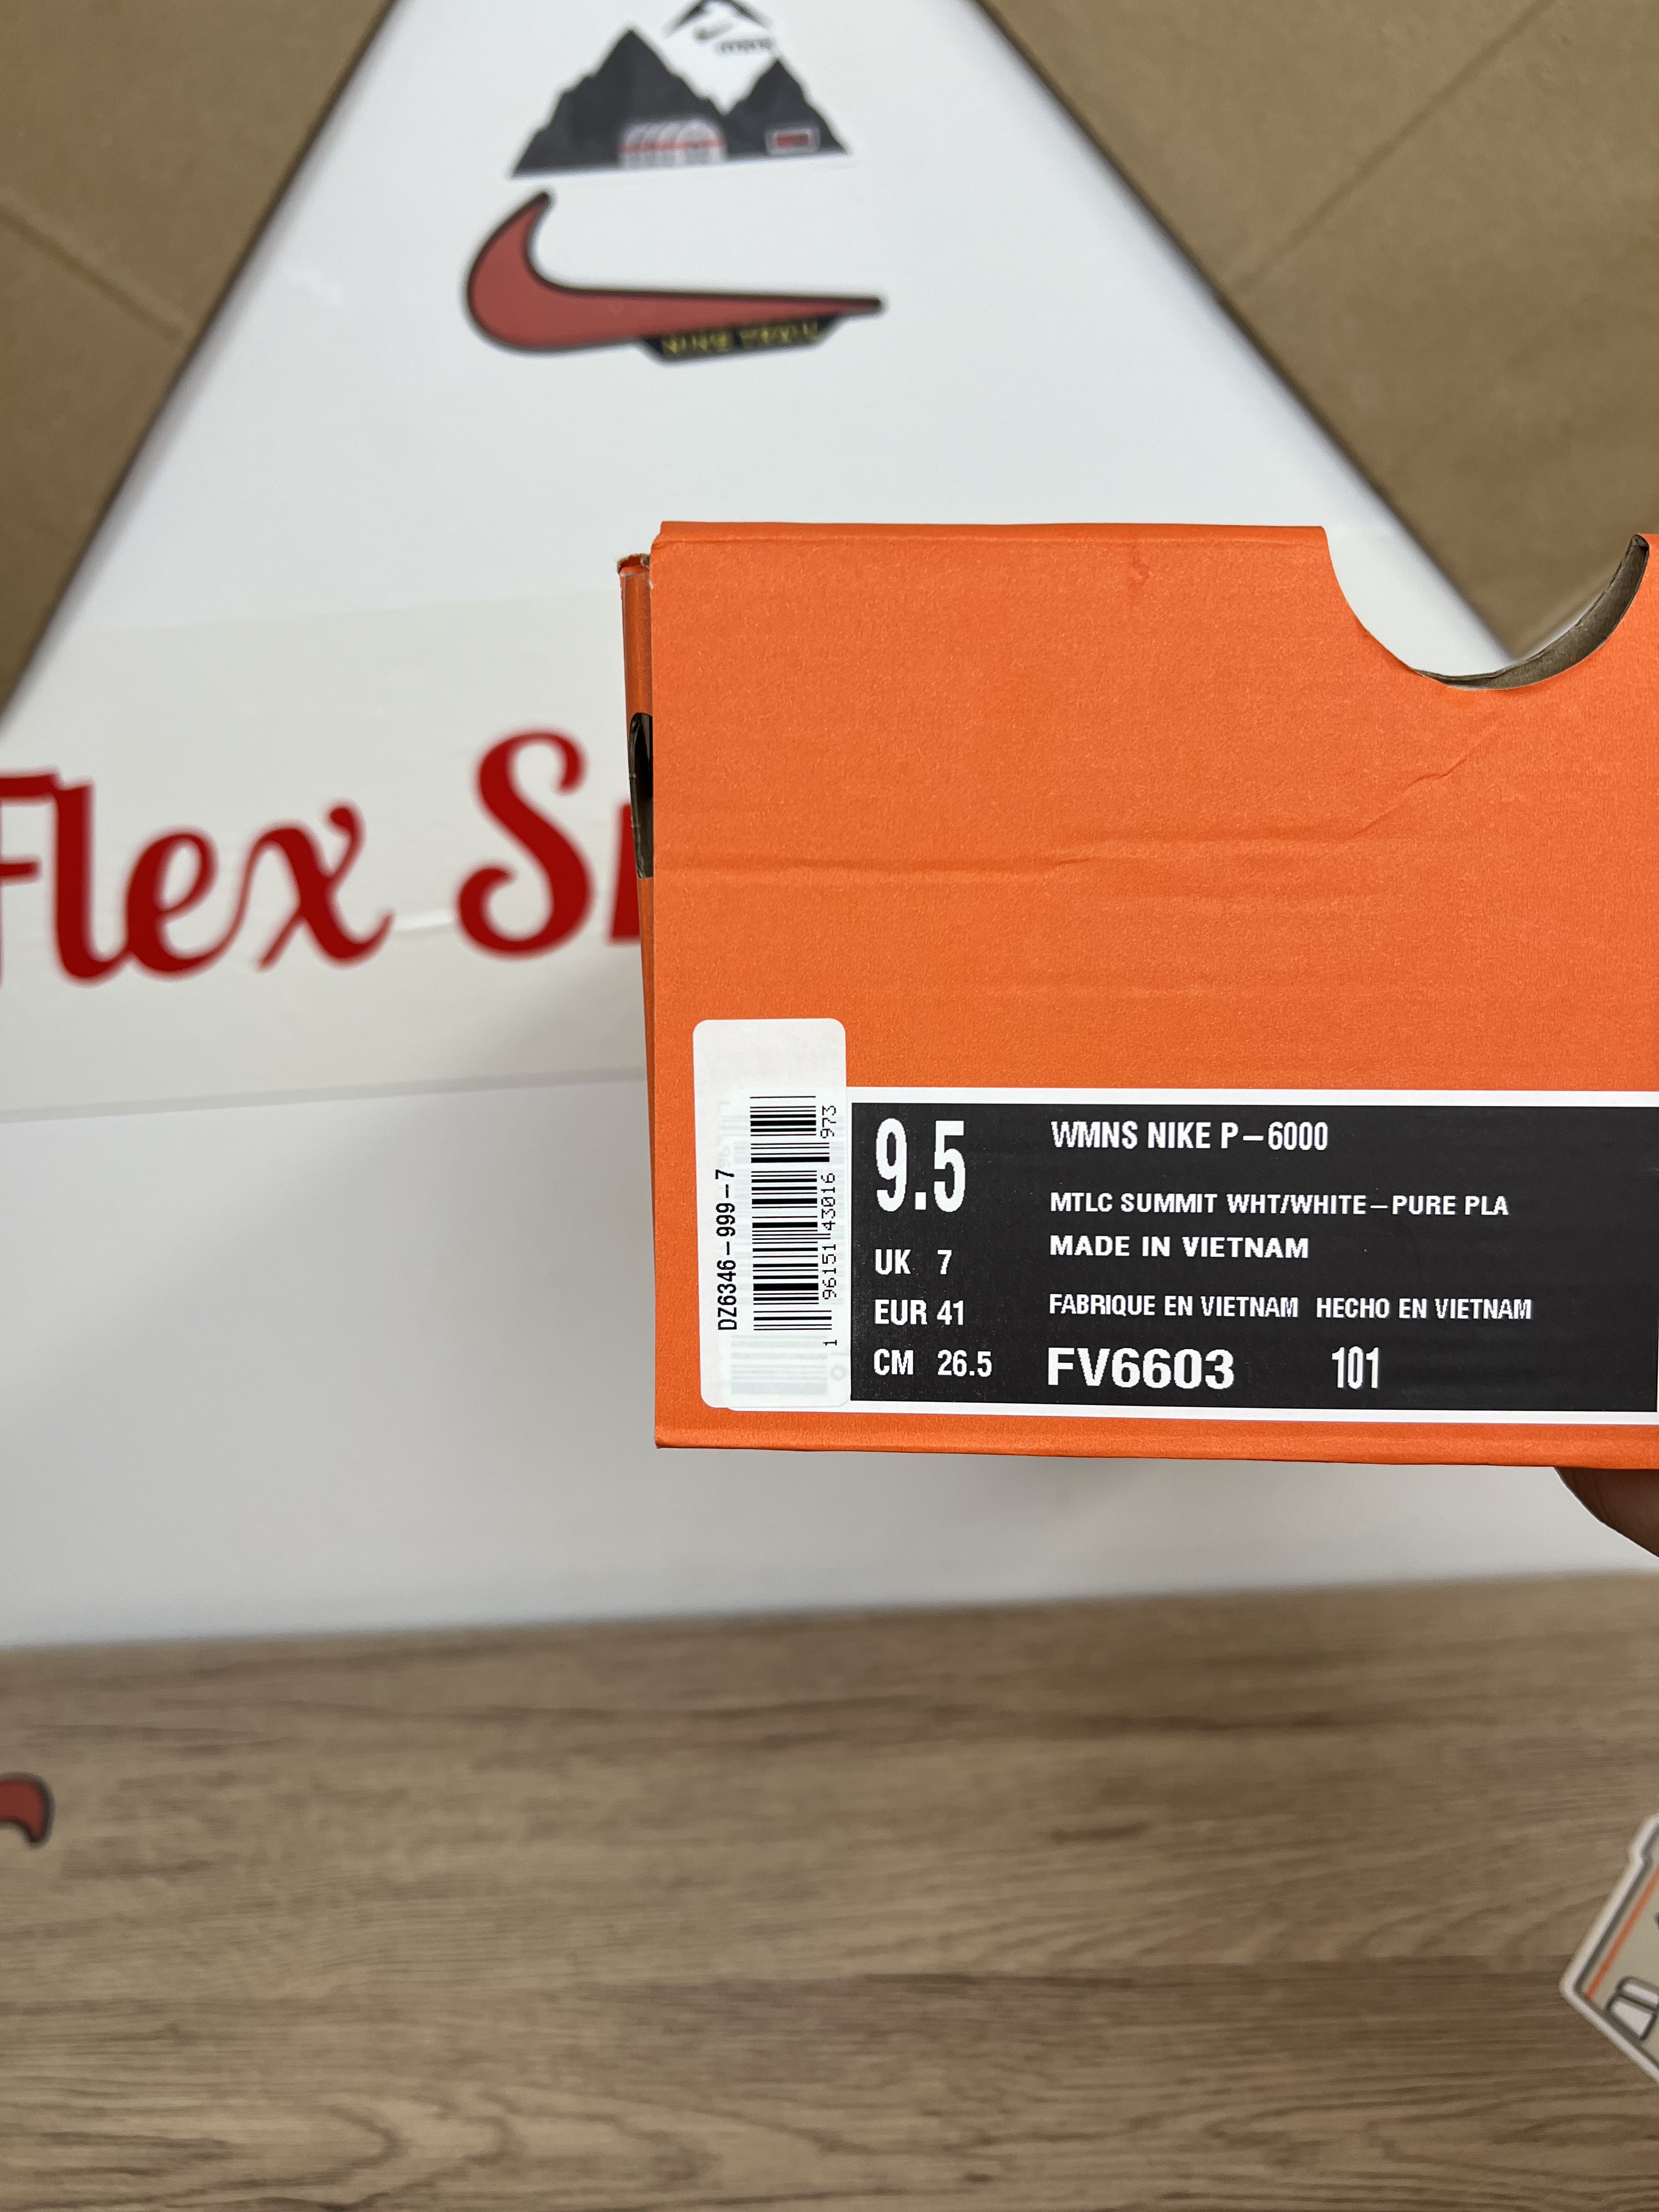 Flex
DZ6346-999-7
1 96151 43016 973
9.5
UK 7
EUR 41
CM 26.5
WMNS NIKE P-6000
MTLC SUMMIT WHT/WHITE-PURE PLA
MADE IN VIETNAM
FABRIQUE EN VIETNAM HECHO EN VIETNAM
FV6603 101